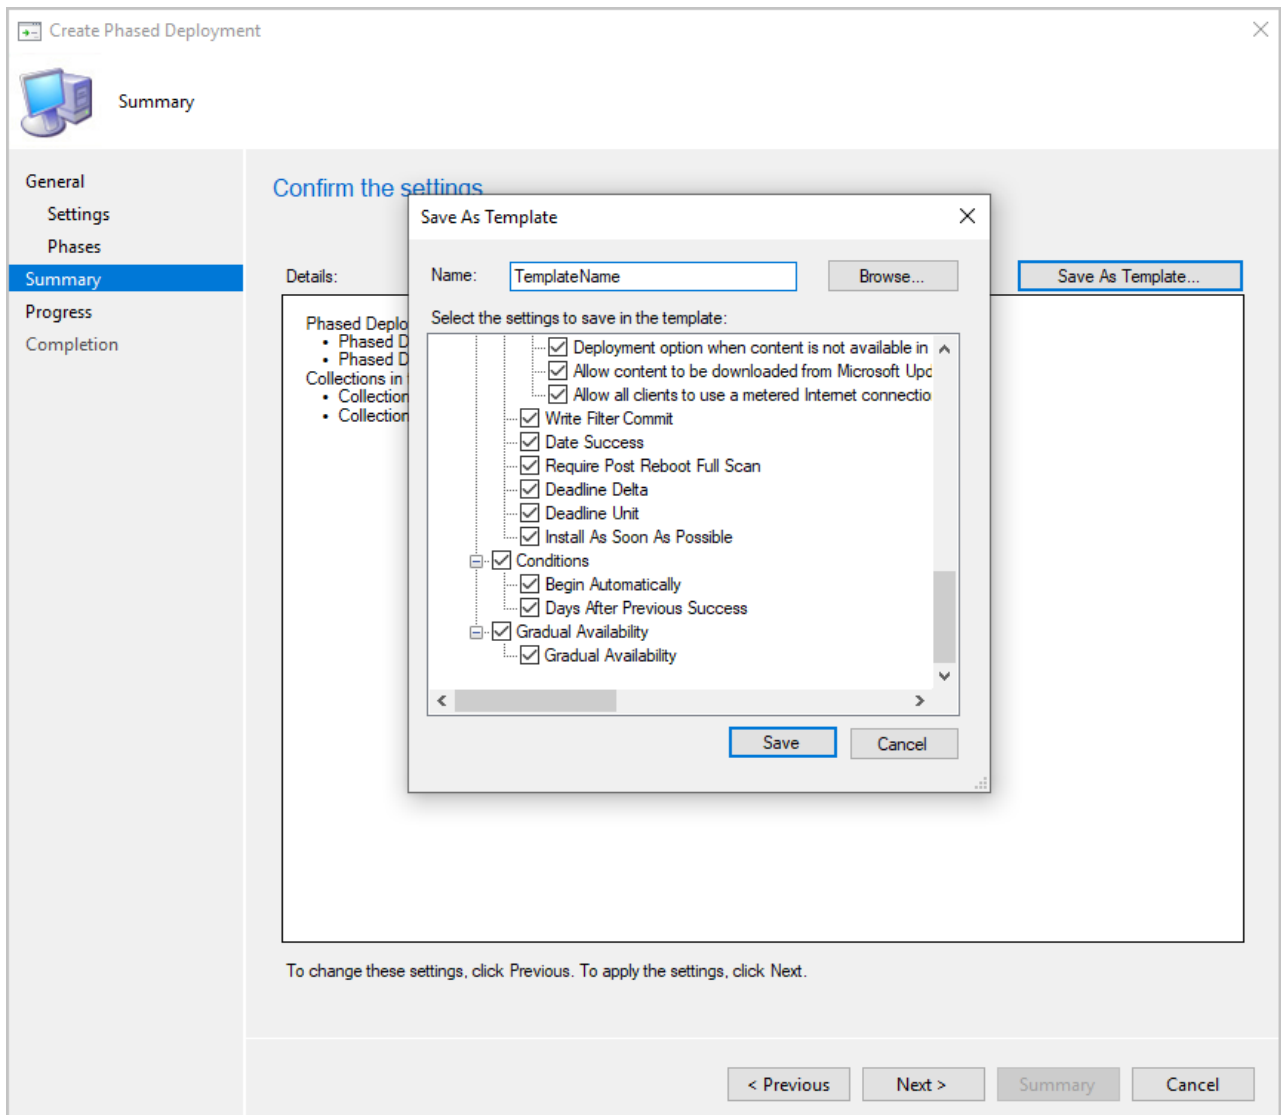 Create Phased Deployment
Summary
General
Settings
Phases
Summary
Progress
Completion
Confirm the settings
Details:
Save As Template...
Phased Deplo
• Phased D
• Phased D
Collections in
• Collection
• Collection
Save As Template
Name:
TemplateName
Browse...
Select the settings to save in the template:
Deployment option when content is not available in
Allow content to be downloaded from Microsoft Upd
Allow all clients to use a metered Internet connectio
Write Filter Commit
Date Success
Require Post Reboot Full Scan
Deadline Delta
Deadline Unit
Install As Soon As Possible
Conditions
Begin Automatically
Days After Previous Success
Gradual Availability
Gradual Availability
Save
Cancel
To change these settings, click Previous. To apply the settings, click Next.
< Previous
Next >
Summary
Cancel